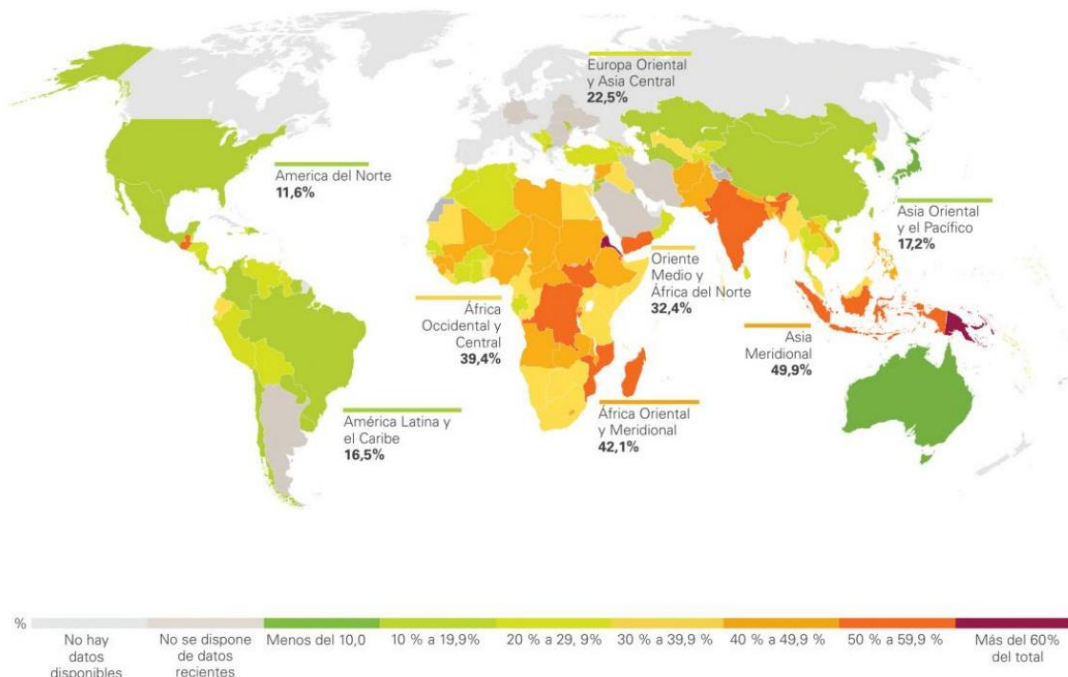 Europa Oriental
y Asia Central
22,5%
America del Norte
11,6%
Asia Oriental
y el Pacífico
17,2%
Oriente
Medio y
África del Norte
32,4%
África
Occidental y
Central
39,4%
Asia
Meridional
49,9%
América Latina y
el Caribe
16,5%
África Oriental
y Meridional
42,1%
%
No hay
datos
disponibles
No se dispone
de datos
recientes
Menos del 10,0
10 % a 19,9%
20 % a 29, 9%
30 % a 39,9 %
40 % a 49,9 %
50 % a 59,9 %
Más del 60%
del total